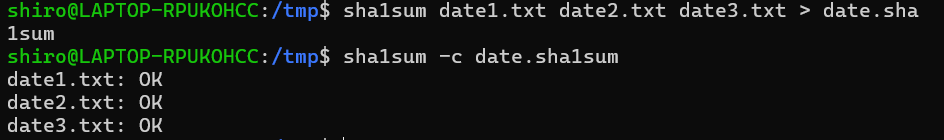 shiro@LAPTOP-RPUKOHCC:/tmp$ sha1sum date1.txt date2.txt date3.txt > date.sha
1sum
shiro@LAPTOP-RPUKOHCC:/tmp$ sha1sum -c date.sha1sum
date1.txt: OK
date2.txt: OK
date3.txt: OK